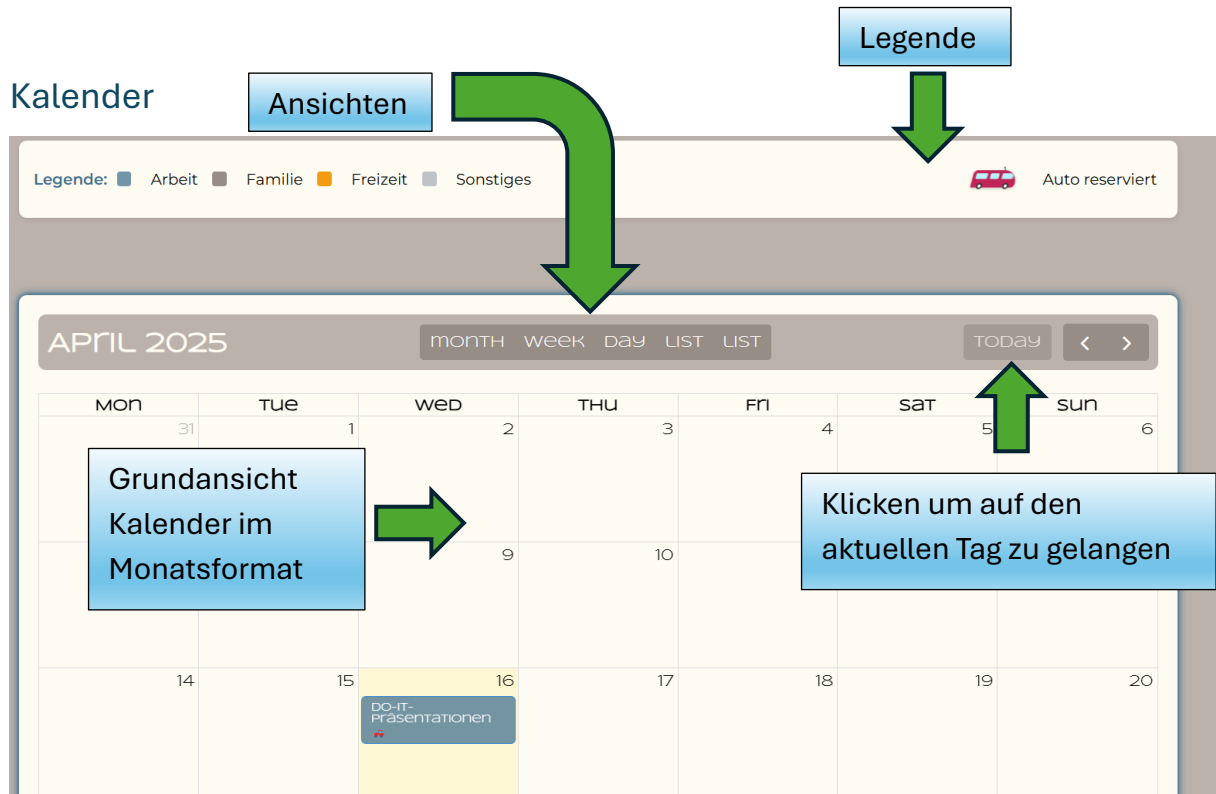 Legende
Kalender
Ansichten
Legende: Arbeit Familie Freizeit Sonstiges
Auto reserviert
April 2025
month week day list list
today
Mon Tue Wed Thu Fri Sat Sun
31 1 2 3 4 5 6
Grundansicht
Kalender im
Monatsformat
Klicken um auf den
aktuellen Tag zu gelangen
9 10
14 15 16 17 18 19 20
DO-IT-
Präsentationen